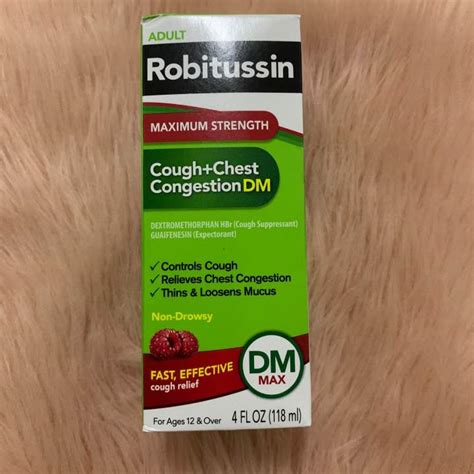 ADULT
Robitussin
MAXIMUM STRENGTH
Cough+Chest
Congestion DM
DEXTROMETHORPHAN HBr (Cough Suppressant)
GUAIFENESIN (Expectorant)
✓ Controls Cough
✓ Relieves Chest Congestion
✓ Thins & Loosens Mucus
Non-Drowsy
FAST, EFFECTIVE
cough relief
DM
MAX
For Ages 12 & Over
4 FL OZ (118 ml)